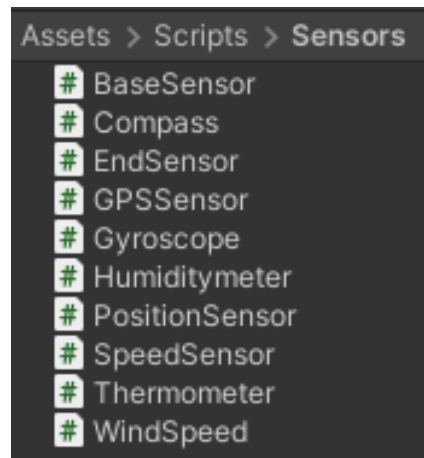 Assets > Scripts > Sensors
# BaseSensor
# Compass
# EndSensor
# GPSSensor
# Gyroscope
# Humiditymeter
# PositionSensor
# SpeedSensor
# Thermometer
# WindSpeed